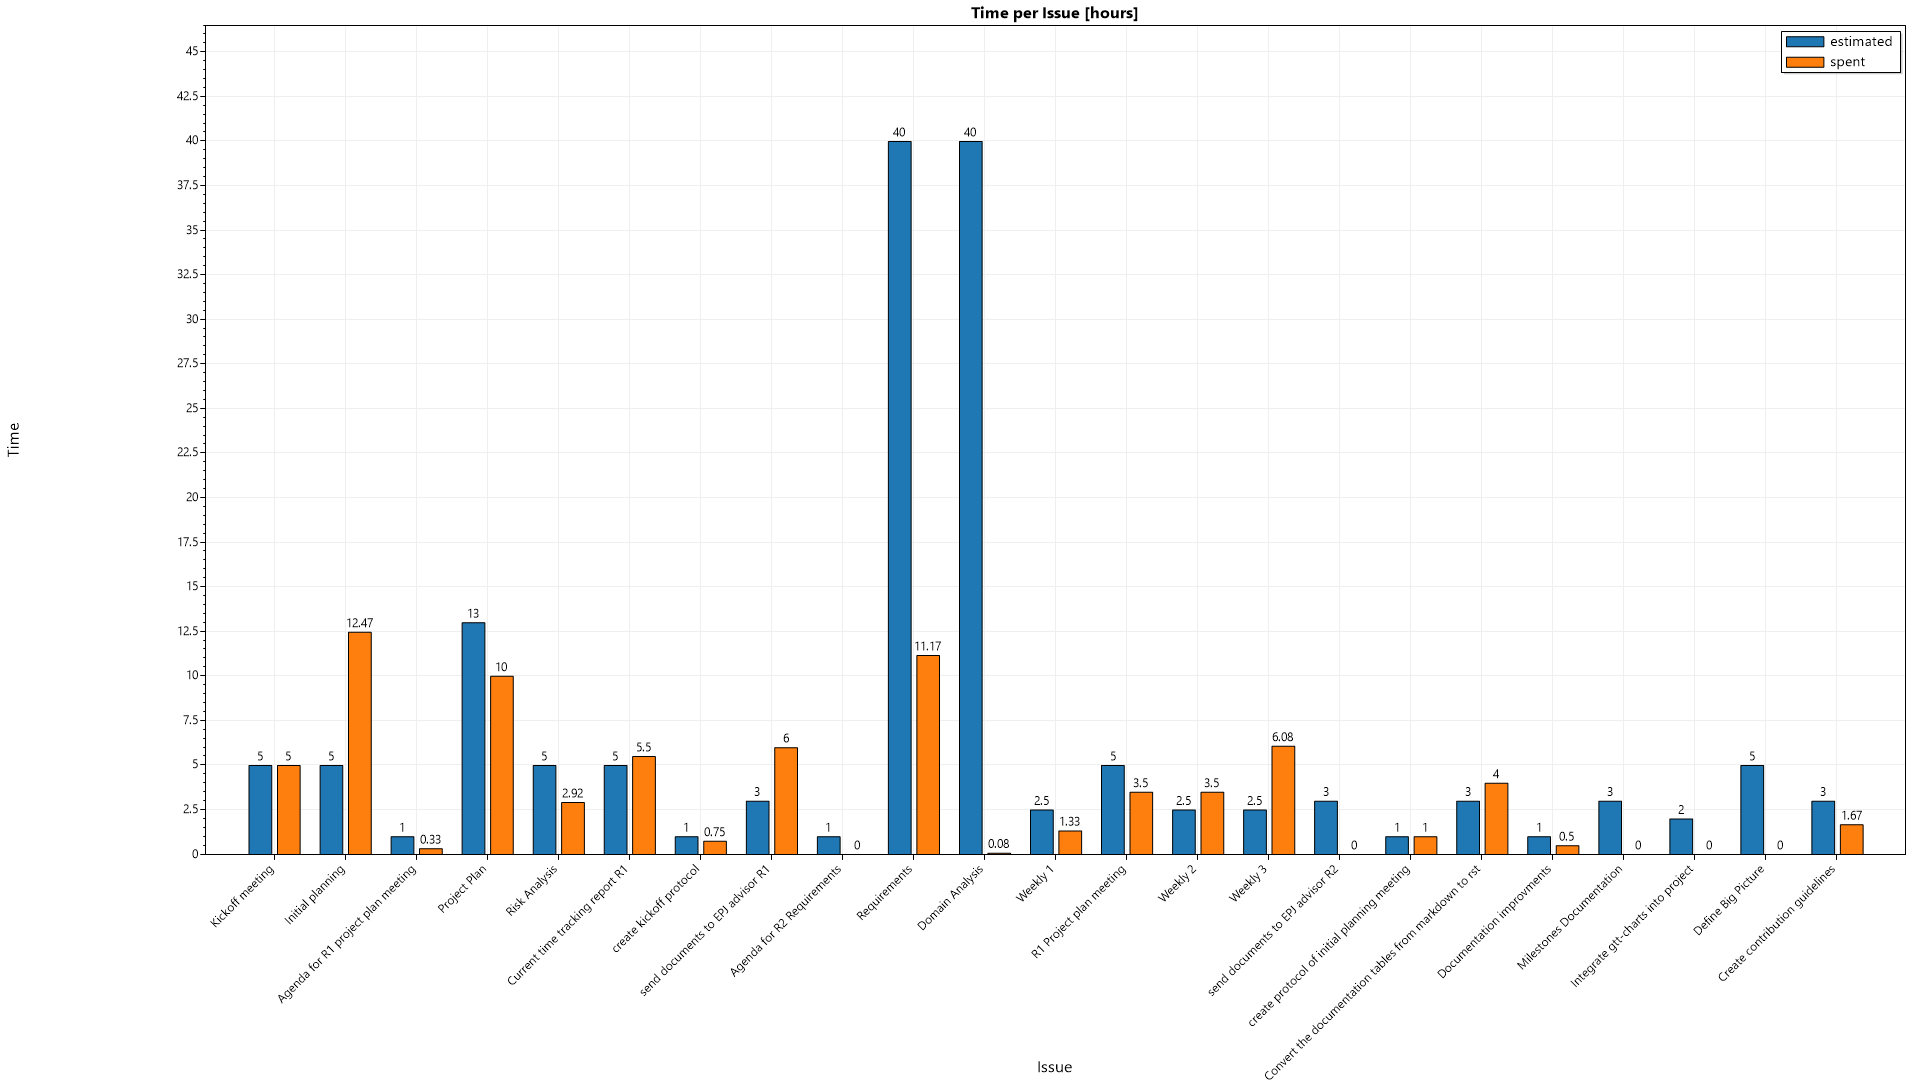 Time per Issue [hours]
estimated
spent
Time
45
42.5
40
37.5
35
32.5
30
27.5
25
22.5
20
17.5
15
12.5
10
7.5
5
2.5
0
5 5
5 12.47
1 0.33
13 10
5 2.92
5 5.5
1 0.75
3 6
1 0
40 11.17
40 0.08
2.5 1.33
5 3.5
2.5 3.5
2.5 6.08
3 0
1 1
3 4
1 0.5
3 0
2 0
5 0
3 1.67
Kickoff meeting
Initial planning
Agenda for R1 project plan meeting
Project Plan
Risk Analysis
Current time tracking report R1
create kickoff protocol
send documents to EPJ advisor R1
Agenda for R2 Requirements
Requirements
Domain Analysis
Weekly 1
R1 Project plan meeting
Weekly 2
Weekly 3
send documents to EPJ advisor R2
create protocol of initial planning meeting
Convert the documentation tables from markdown to rst
Documentation improvments
Milestones Documentation
Integrate gtt-charts into project
Define Big Picture
Create contribution guidelines
Issue